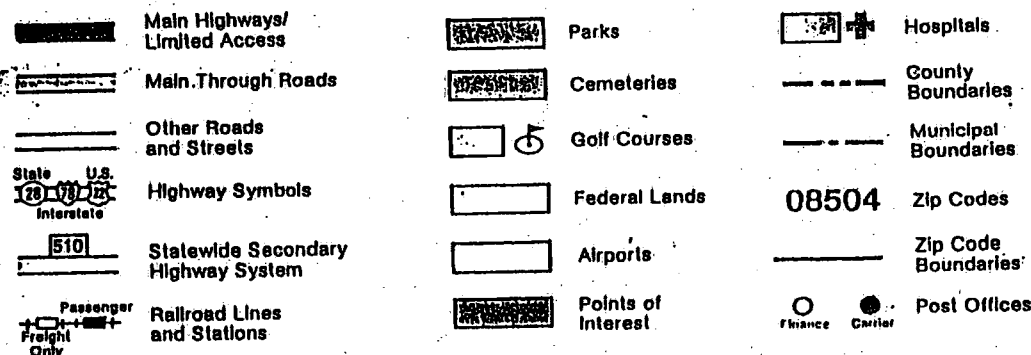 Main Highways/
Limited Access
Main Through Roads
Other Roads
and Streets
State U.S.
28 78 22
Interstate
Highway Symbols
510
Statewide Secondary
Highway System
Passenger
Freight
Only
Railroad Lines
and Stations
Parks
Cemeteries
Golf Courses
Federal Lands
Airports
Points of
Interest
Hospitals
County
Boundaries
Municipal
Boundaries
08504 Zip Codes
Zip Code
Boundaries
Finance Carrier
Post Offices